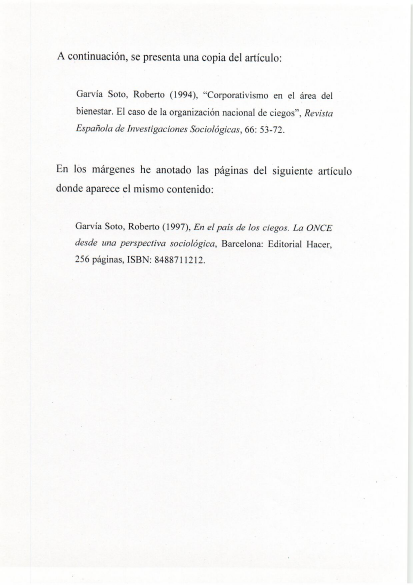 A continuación, se presenta una copia del artículo:
Garvía Soto, Roberto (1994), “Corporativismo en el área del
bienestar. El caso de la organización nacional de ciegos”, Revista
Española de Investigaciones Sociológicas, 66: 53-72.
En los márgenes he anotado las páginas del siguiente artículo
donde aparece el mismo contenido:
Garvía Soto, Roberto (1997), En el país de los ciegos. La ONCE
desde una perspectiva sociológica, Barcelona: Editorial Hacer,
256 páginas, ISBN: 8488711212.